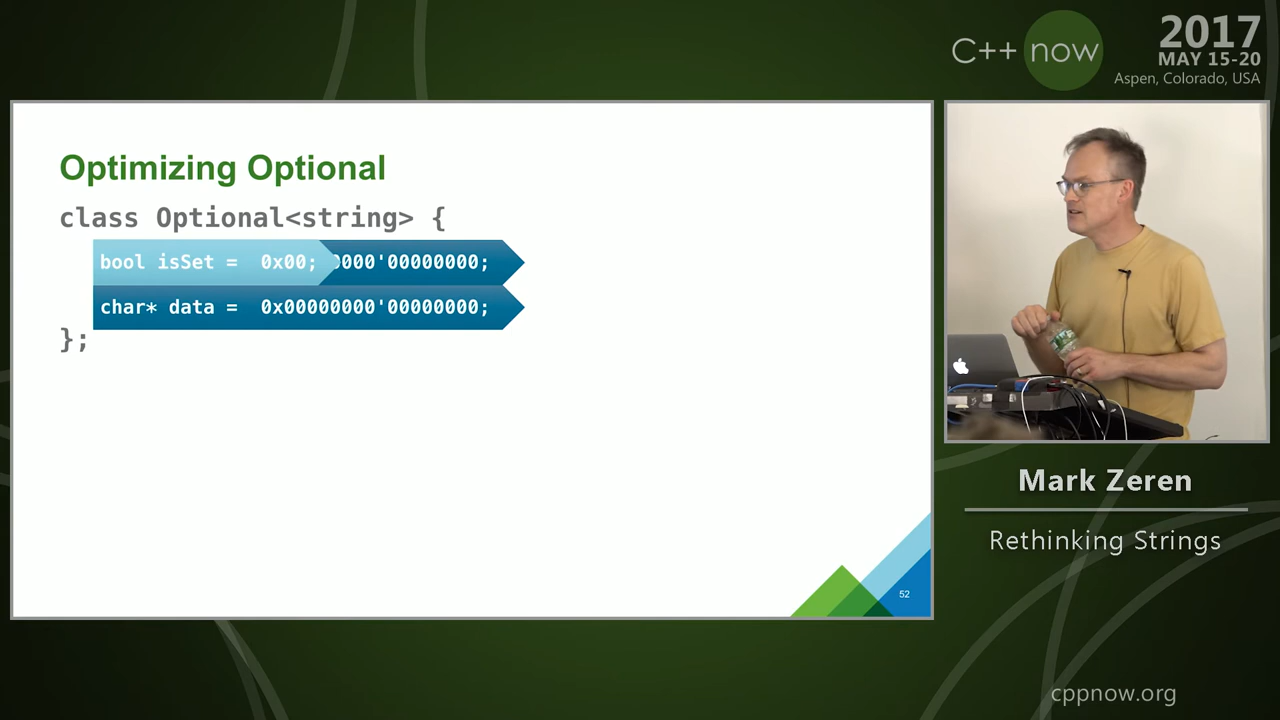 C++ now
2017
MAY 15-20
Aspen, Colorado, USA
Optimizing Optional
class Optional<string> {
bool isSet = 0x00; 0000'00000000;
char* data = 0x00000000'00000000;
};
52
Mark Zeren
Rethinking Strings
cppnow.org